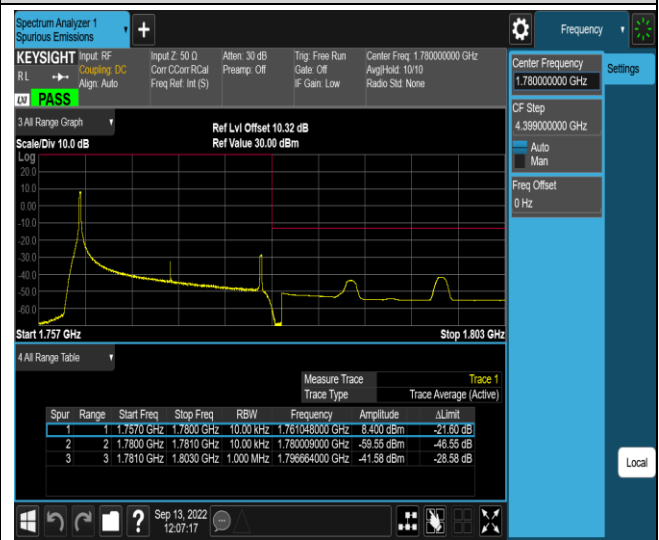 Spectrum Analyzer 1
Spurious Emissions
+
Frequency
KEYSIGHT Input: RF Input Z: 50 Ω Atten: 30 dB Trig: Free Run Center Freq: 1.780000000 GHz
RL Coupling: DC Corr CCorr RCal Preamp: Off Gate: Off Avg|Hold: 10/10
Align: Auto Freq Ref: Int (S) IF Gain: Low Radio Std: None
LXI PASS
Center Frequency
1.780000000 GHz
Settings
CF Step
4.399000000 GHz
Auto
Man
Freq Offset
0 Hz
3 All Range Graph
Ref Lvl Offset 10.32 dB
Scale/Div 10.0 dB Ref Value 30.00 dBm
Log
20.0
10.0
0.00
-10.0
-20.0
-30.0
-40.0
-50.0
-60.0
Start 1.757 GHz Stop 1.803 GHz
4 All Range Table
Measure Trace Trace 1
Trace Type Trace Average (Active)
Spur Range Start Freq Stop Freq RBW Frequency Amplitude ΔLimit
1 1 1.7570 GHz 1.7800 GHz 10.00 kHz 1.761048000 GHz 8.400 dBm -21.60 dB
2 2 1.7800 GHz 1.7810 GHz 10.00 kHz 1.780009000 GHz -59.55 dBm -46.55 dB
3 3 1.7810 GHz 1.8030 GHz 1.000 MHz 1.796664000 GHz -41.58 dBm -28.58 dB
Local
? Sep 13, 2022
12:07:17